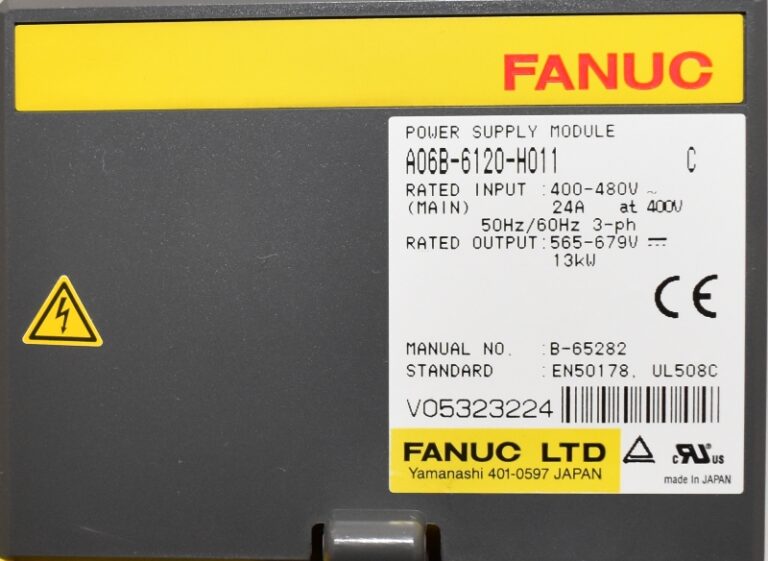 FANUC
POWER SUPPLY MODULE
A06B-6120-H011 C
RATED INPUT :400-480V ~
(MAIN) 24A at 400V
50Hz/60Hz 3-ph
RATED OUTPUT:565-679V ⎓
13kW
CE
MANUAL NO. :B-65282
STANDARD :EN50178, UL508C
V05323224
FANUC LTD
Yamanashi 401-0597 JAPAN
c RU ® US
made in JAPAN